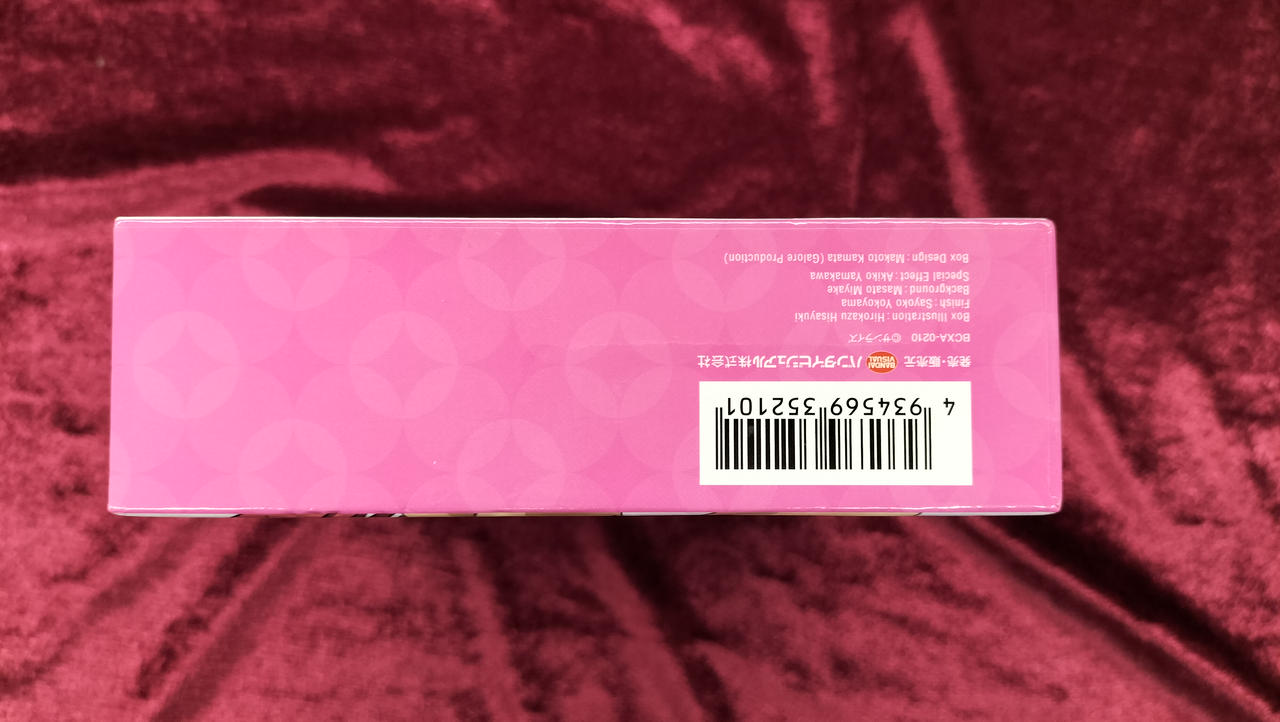 4 934569 352101
発売・販売元 BANDAI VISUAL バンダイビジュアル株式会社
BCXA-0210 ©サンライズ
Box Illustration : Hirokazu Hisayuki
Finish : Sayoko Yokoyama
Background : Masato Miyake
Special Effect : Akiko Yamakawa
Box Design : Makoto Kamata (Galore Production)